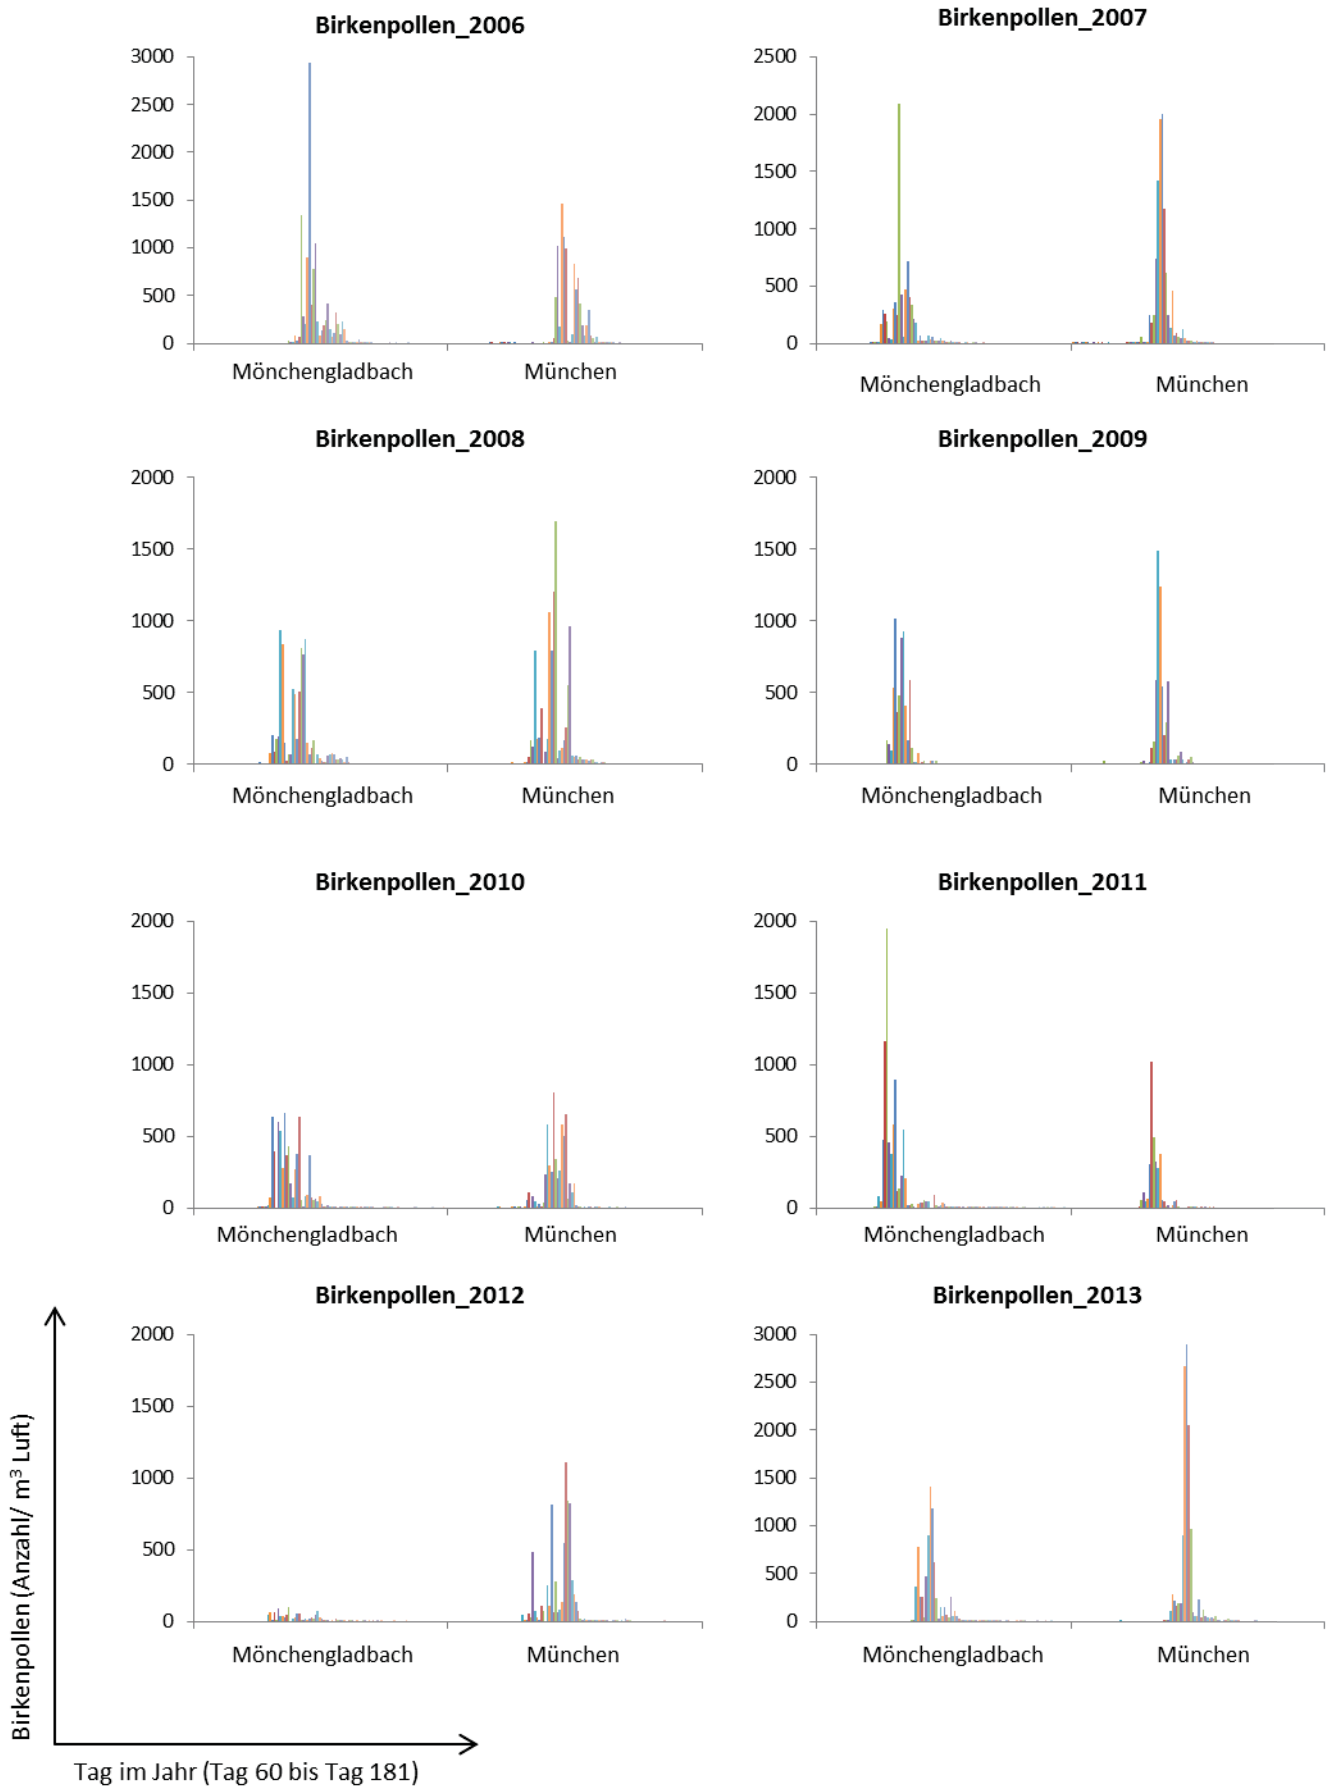 Birkenpollen_2006
3000
2500
2000
1500
1000
500
0
Mönchengladbach München
Birkenpollen_2007
2500
2000
1500
1000
500
0
Mönchengladbach München
Birkenpollen_2008
2000
1500
1000
500
0
Mönchengladbach München
Birkenpollen_2009
2000
1500
1000
500
0
Mönchengladbach München
Birkenpollen_2010
2000
1500
1000
500
0
Mönchengladbach München
Birkenpollen_2011
2000
1500
1000
500
0
Mönchengladbach München
Birkenpollen_2012
2000
1500
1000
500
0
Mönchengladbach München
Birkenpollen_2013
3000
2500
2000
1500
1000
500
0
Mönchengladbach München
Birkenpollen (Anzahl/ m³ Luft)
Tag im Jahr (Tag 60 bis Tag 181)